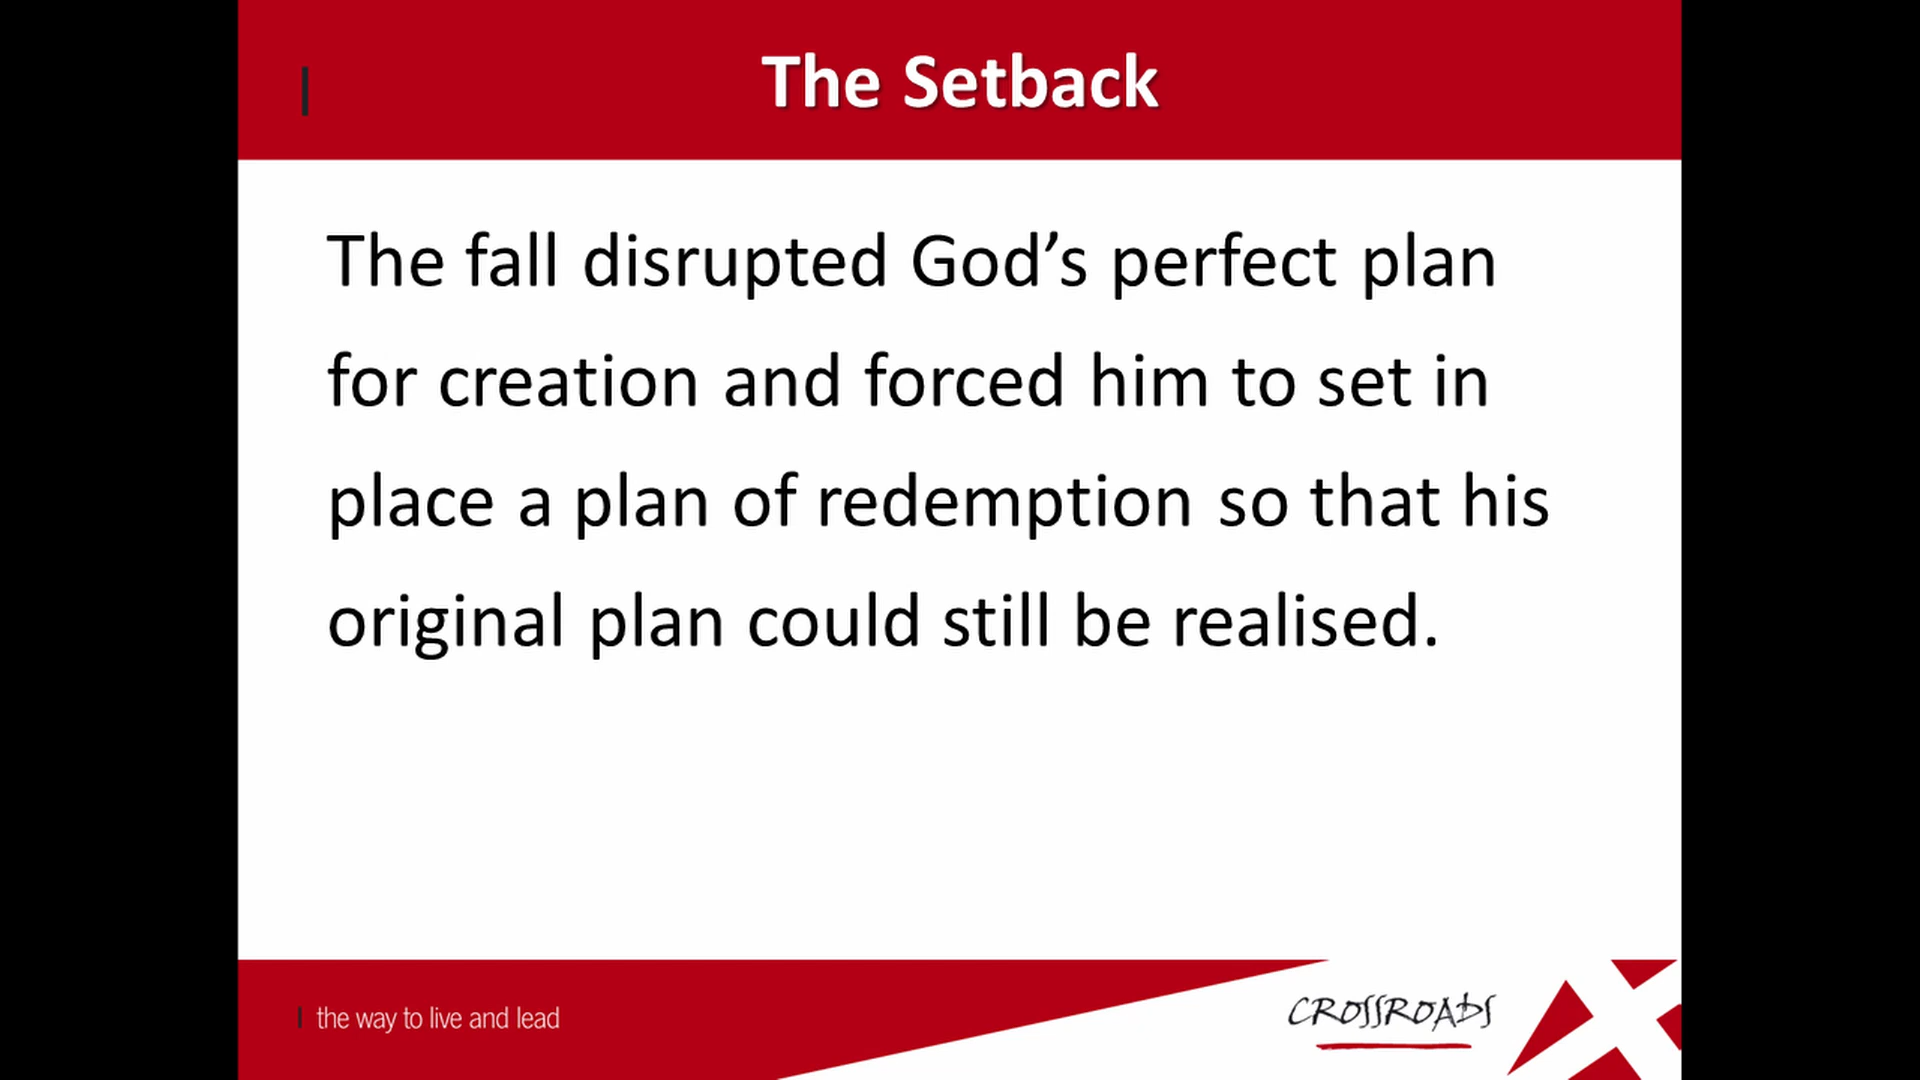 The Setback
The fall disrupted God’s perfect plan
for creation and forced him to set in
place a plan of redemption so that his
original plan could still be realised.
the way to live and lead
CROSSROADS